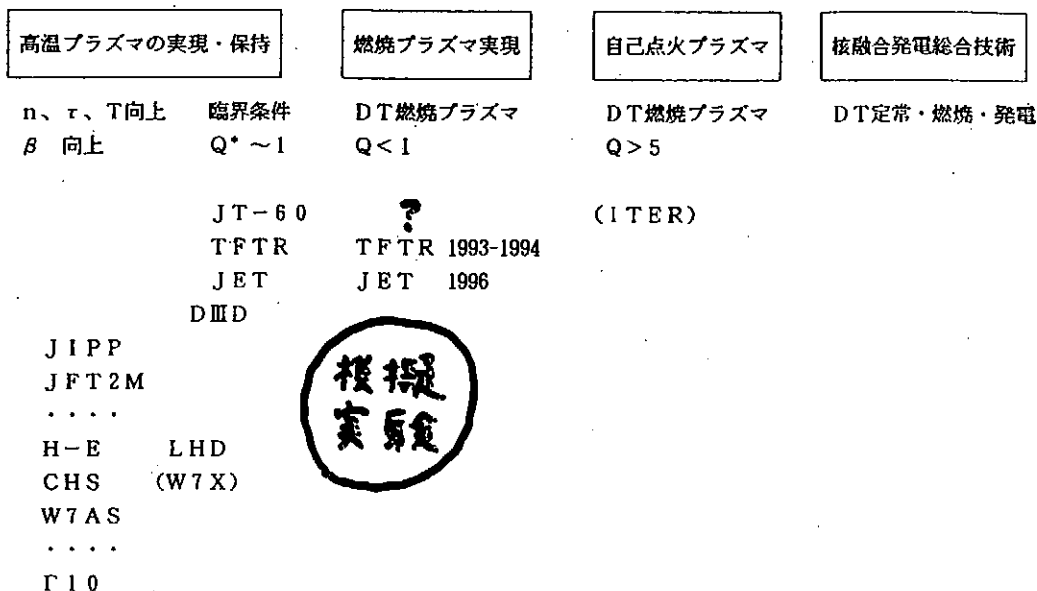 高温プラズマの実現・保持 燃焼プラズマ実現 自己点火プラズマ 核融合発電総合技術
n、τ、T向上 臨界条件 DT燃焼プラズマ DT燃焼プラズマ DT定常・燃焼・発電
β 向上 Q* ～1 Q＜1 Q＞5
JT－60 ? (ITER)
TFTR TFTR 1993-1994
JET JET 1996
DⅢD
JIPP
JFT2M
模擬
実験
・・・・
H－E LHD
CHS (W7X)
W7AS
・・・・
Γ10